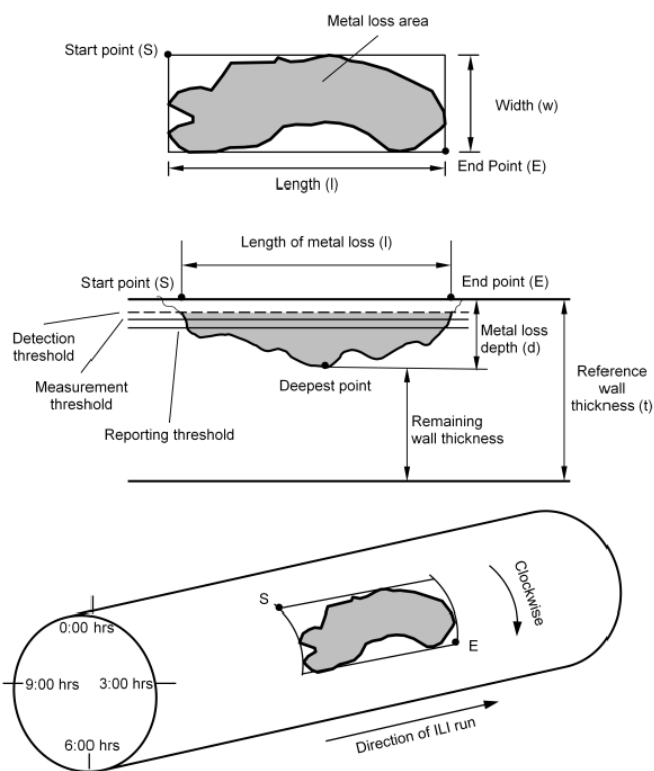 Metal loss area
Start point (S)
Width (w)
End Point (E)
Length (l)
Length of metal loss (l)
Start point (S)
End point (E)
Detection
threshold
Measurement
threshold
Reporting threshold
Deepest point
Metal loss
depth (d)
Remaining
wall thickness
Reference
wall
thickness (t)
S
E
Clockwise
0:00 hrs
9:00 hrs
3:00 hrs
6:00 hrs
Direction of ILI run